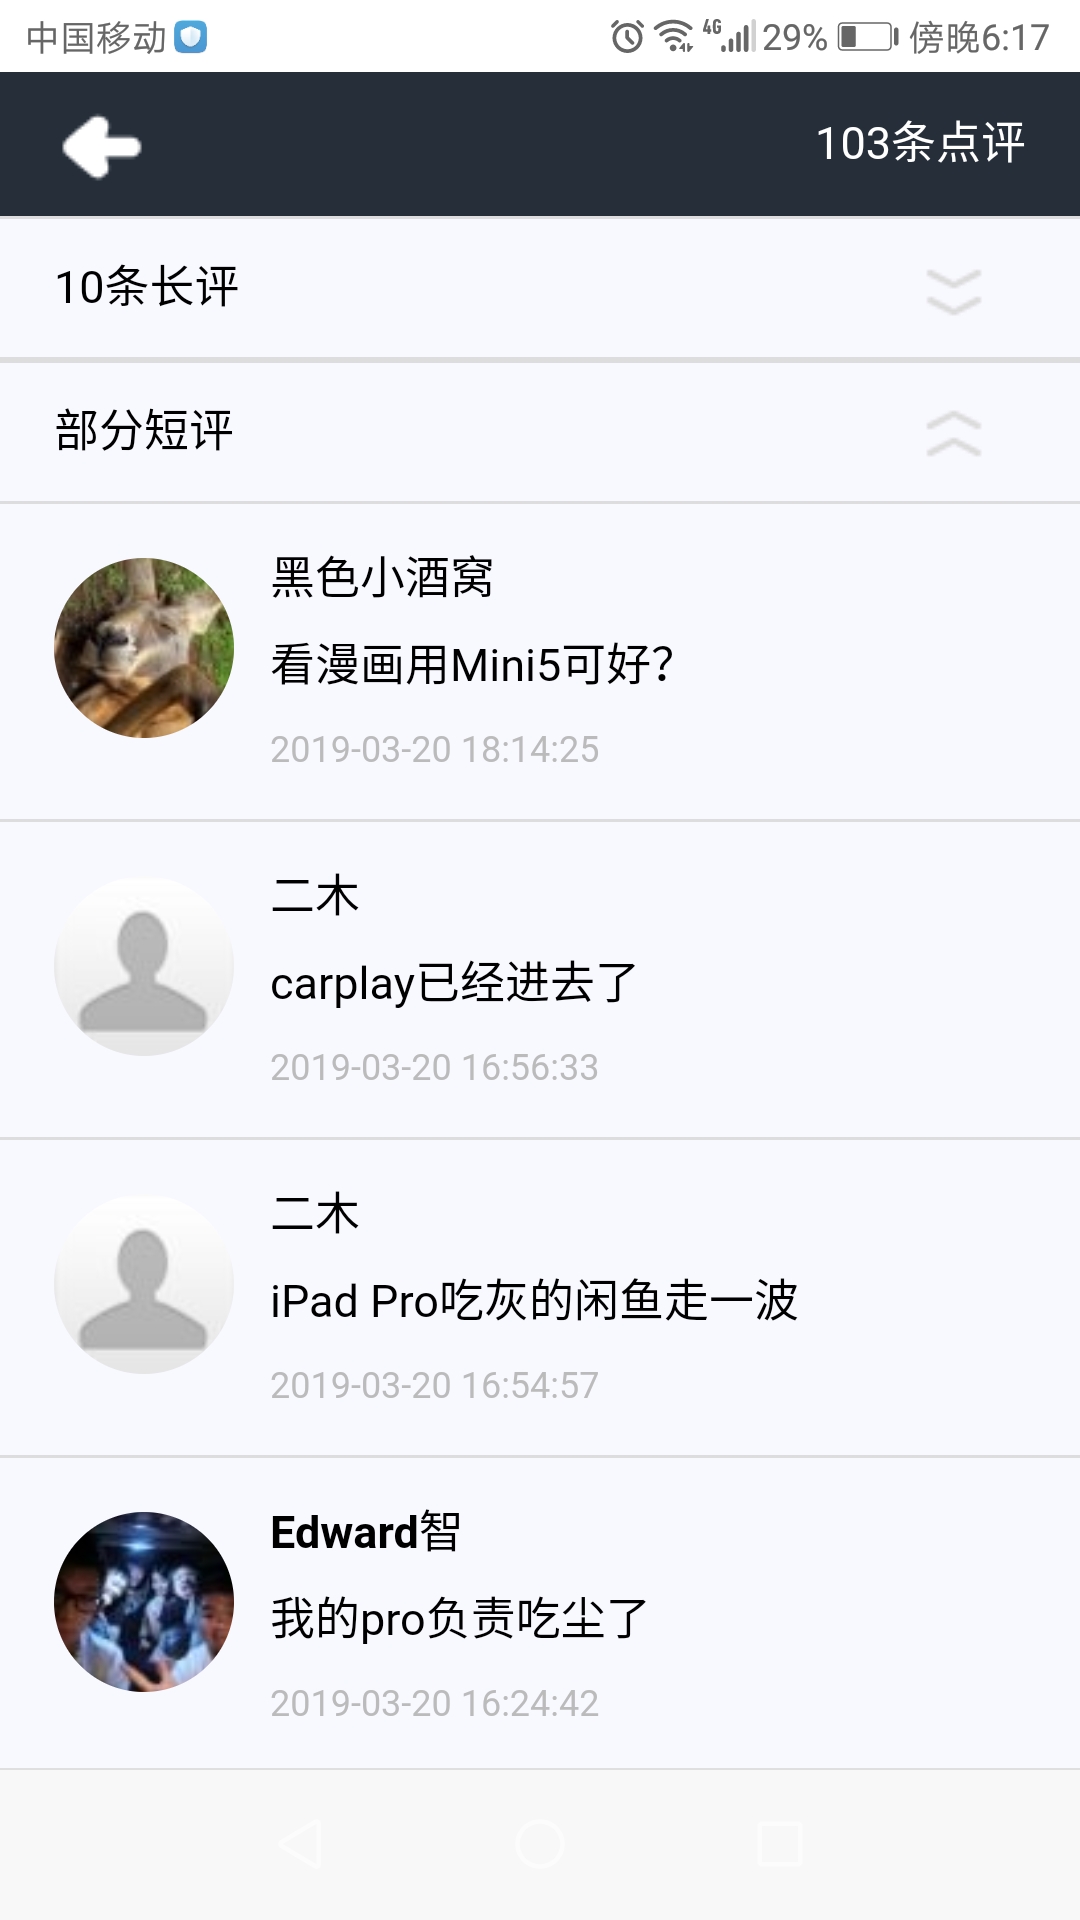 中国移动
4G 29% 傍晚6:17
103条点评
10条长评
部分短评
黑色小酒窝
看漫画用Mini5可好？
2019-03-20 18:14:25
二木
carplay已经进去了
2019-03-20 16:56:33
二木
iPad Pro吃灰的闲鱼走一波
2019-03-20 16:54:57
Edward智
我的pro负责吃尘了
2019-03-20 16:24:42